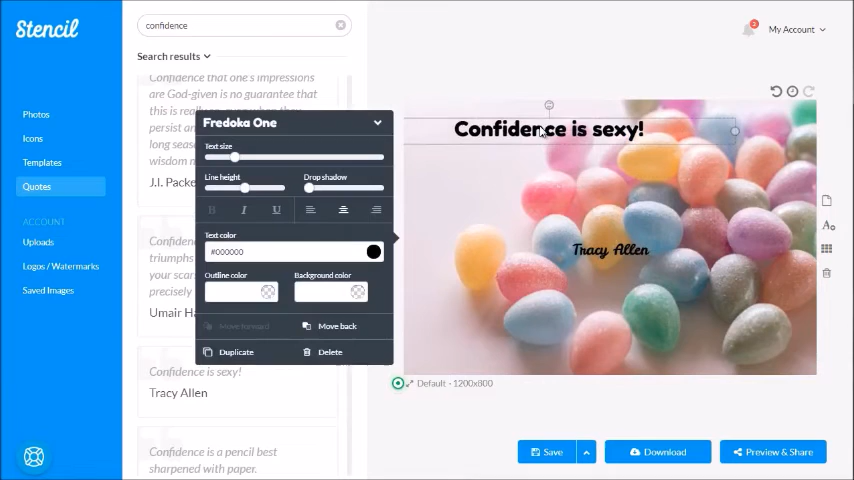 Stencil
Photos
Icons
Templates
Quotes
ACCOUNT
Uploads
Logos / Watermarks
Saved Images
confidence
Search results
Confidence that one's impressions
are God-given is no guarantee that
this is
persist an
long seas
wisdom n
J.I. Packe
triumphs
your scar
precisely
Umair Ha
Confidence is sexy!
Tracy Allen
Confidence is a pencil best
sharpened with paper.
Fredoka One
Text size
Line height
Drop shadow
B I U
Text color
#000000
Outline color
Background color
Move forward
Move back
Duplicate
Delete
3
My Account
Confidence is sexy!
Tracy Allen
Default - 1200x800
Save
Download
Preview & Share